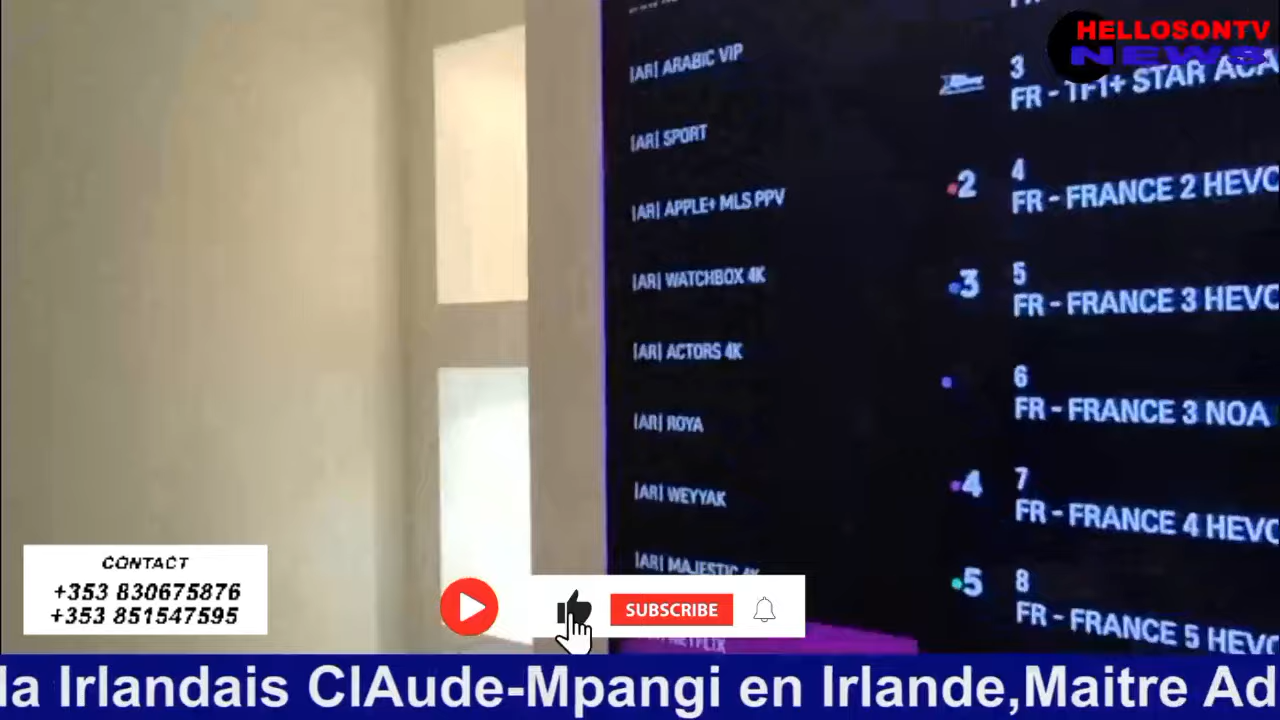 HELLOSONTV
NEWS
|AR| ARABIC VIP
|AR| SPORT
|AR| APPLE+ MLS PPV
|AR| WATCHBOX 4K
|AR| ACTORS 4K
|AR| ROYA
|AR| WEYYAK
|AR| MAJESTIC 4K
3
FR - TF1+ STAR ACA
2
4
FR - FRANCE 2 HEVC
3
5
FR - FRANCE 3 HEVC
6
FR - FRANCE 3 NOA
4
7
FR - FRANCE 4 HEVC
5
8
FR - FRANCE 5 HEVC
CONTACT
+353 830675876
+353 851547595
SUBSCRIBE
la Irlandais ClAude-Mpangi en Irlande,Maitre Ad